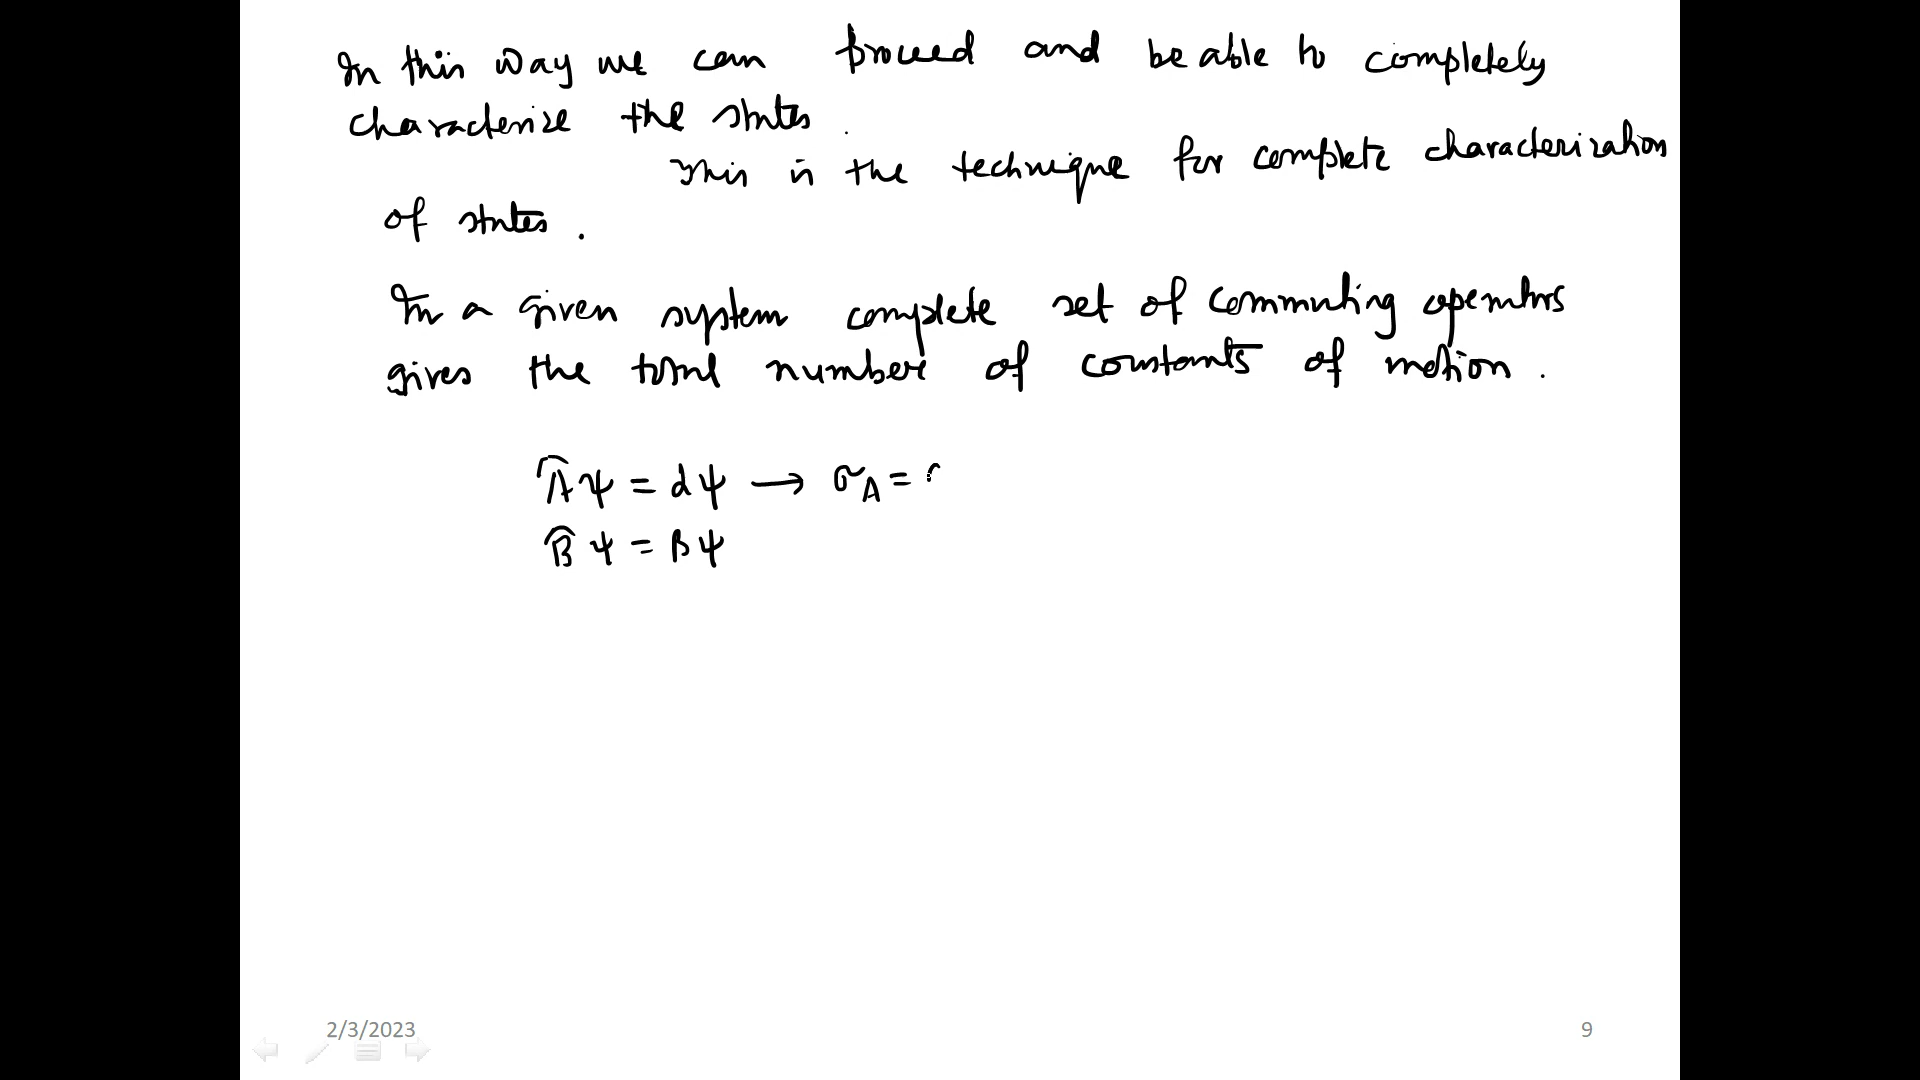 In this way we can proceed and be able to completely
characterize the states.
This is the technique for complete characterization
of states.
In a given system complete set of commuting operators
gives the total number of constants of motion.
Âψ = αψ → σ_A =
B̂ψ = βψ
2/3/2023
9